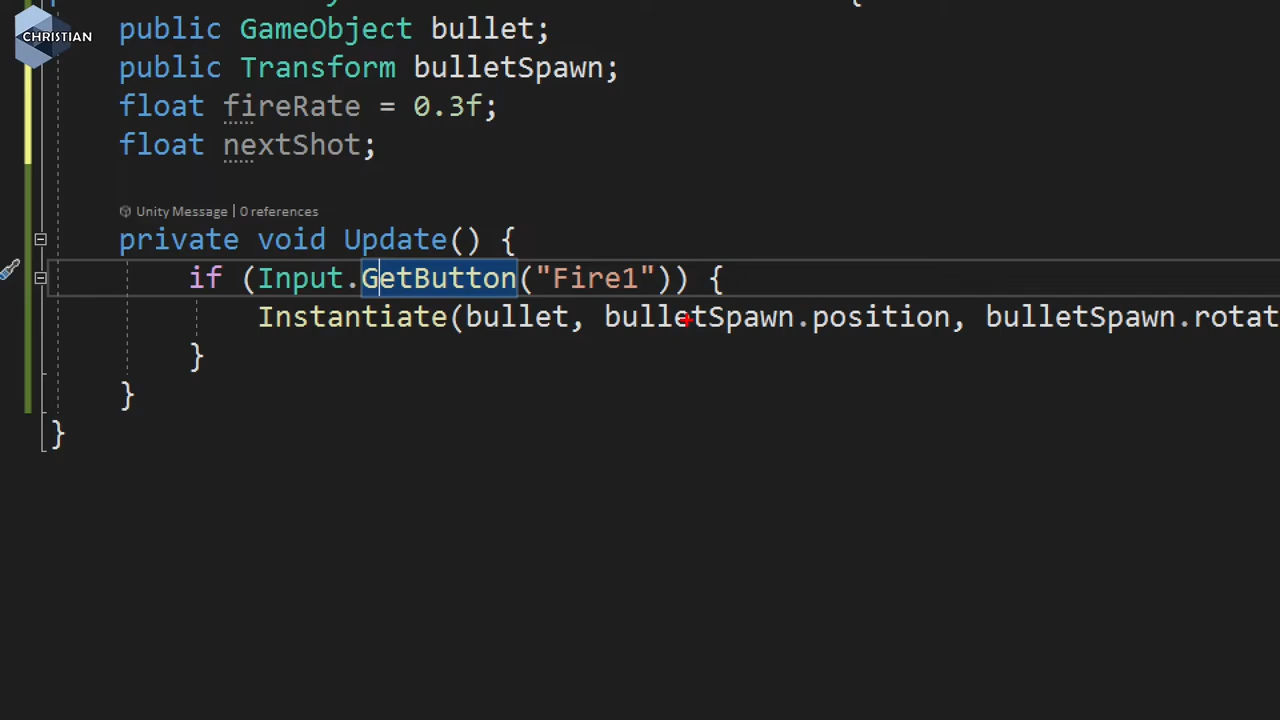 CHRISTIAN
public GameObject bullet;
public Transform bulletSpawn;
float fireRate = 0.3f;
float nextShot;
Unity Message | 0 references
private void Update() {
if (Input.GetButton("Fire1")) {
Instantiate(bullet, bulletSpawn.position, bulletSpawn.rotat
}
}
}